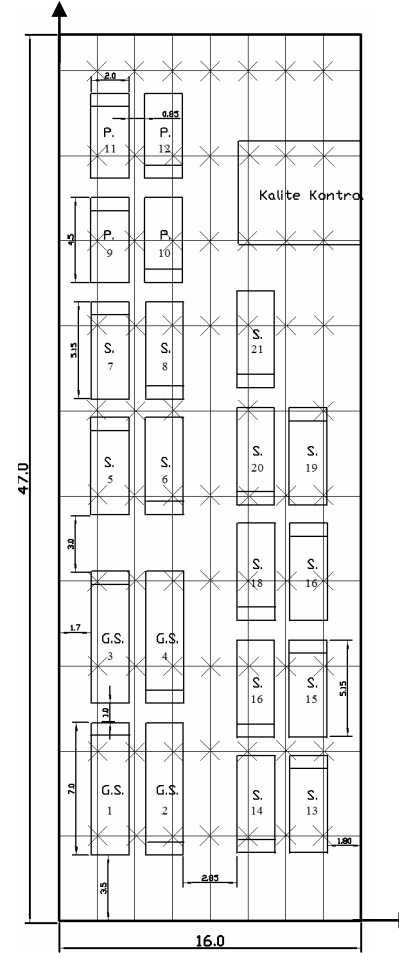 2.0
0.85
P.
11
P.
12
Kalite Kontro
4.5
P.
9
P.
10
5.15
S.
7
S.
8
S.
21
47.0
S.
5
S.
6
S.
20
S.
19
3.0
S.
18
S.
16
1.7
G.S.
3
G.S.
4
1.0
S.
16
S.
15
5.15
7.0
G.S.
1
G.S.
2
S.
14
S.
13
3.5
2.85
1.80
16.0